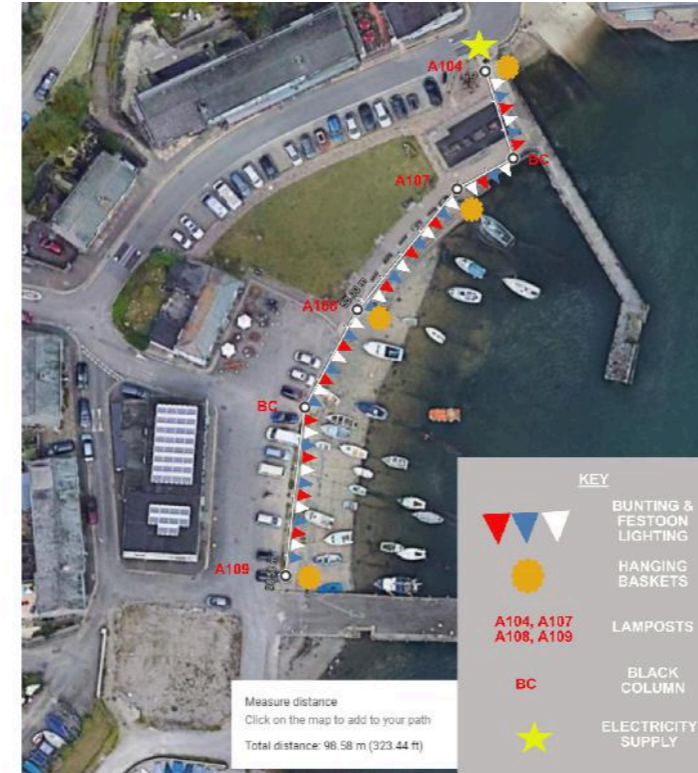 A104
BC
A107
A108
BC
A109
KEY
BUNTING &
FESTOON
LIGHTING
HANGING
BASKETS
A104, A107
A108, A109
LAMPOSTS
BC
BLACK
COLUMN
ELECTRICITY
SUPPLY
Measure distance
Click on the map to add to your path
Total distance: 98.58 m (323.44 ft)